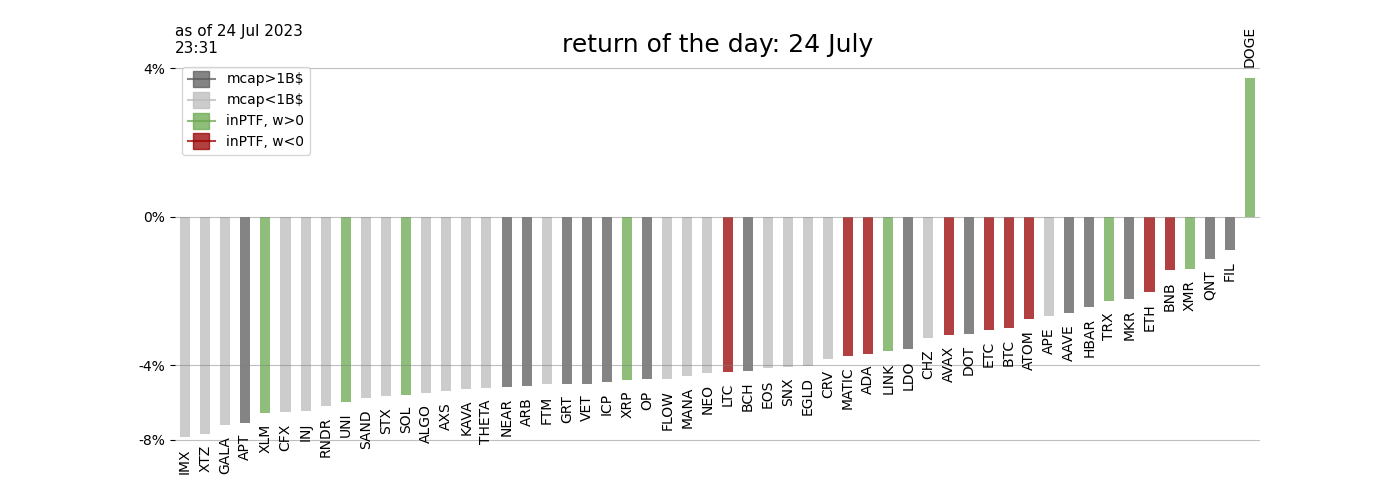 as of 24 Jul 2023
23:31
return of the day: 24 July
DOGE
4%
mcap>1B$
mcap<1B$
inPTF, w>0
inPTF, w<0
0%
-4%
-8%
IMX
XTZ
GALA
APT
XLM
CFX
INJ
RNDR
UNI
SAND
STX
SOL
ALGO
AXS
KAVA
THETA
NEAR
ARB
FTM
GRT
VET
ICP
XRP
OP
FLOW
MANA
NEO
LTC
BCH
EOS
SNX
EGLD
CRV
MATIC
ADA
LINK
LDO
CHZ
AVAX
DOT
ETC
BTC
ATOM
APE
AAVE
HBAR
TRX
MKR
ETH
BNB
XMR
QNT
FIL